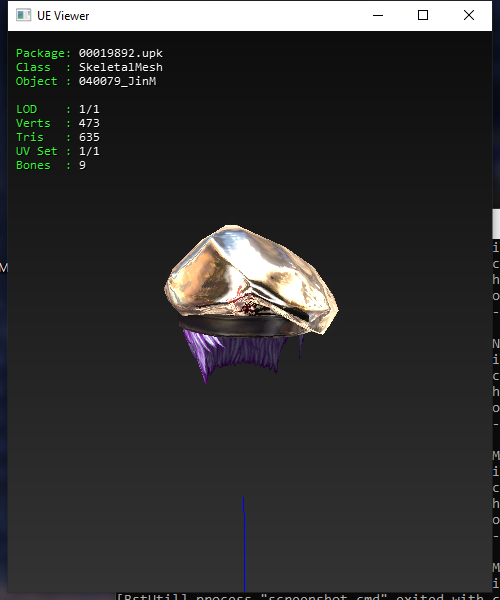 UE Viewer
Package: 00019892.upk
Class : SkeletalMesh
Object : 040079_JinM
LOD : 1/1
Verts : 473
Tris : 635
UV Set : 1/1
Bones : 9
M
i
c
h
o
-
N
i
c
h
o
-
M
i
c
h
o
-
M
i
[BstUtil] process "screenshot.cmd" exited with c